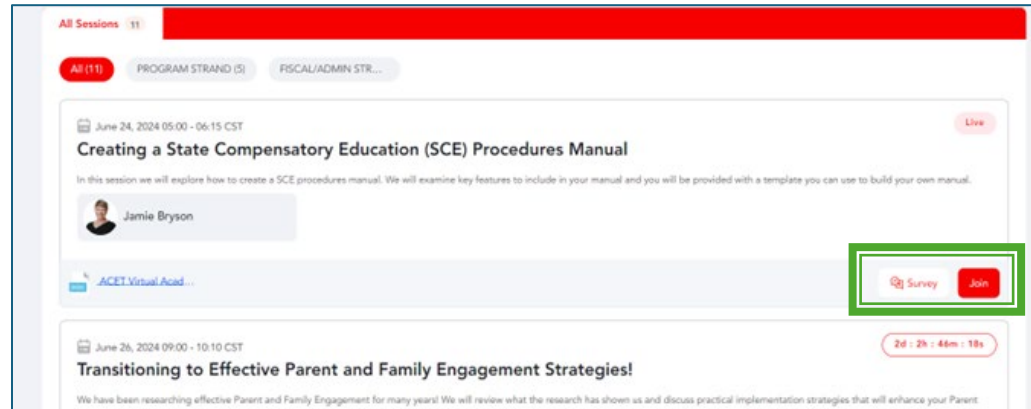 All Sessions 11
All (11) PROGRAM STRAND (5) FISCAL/ADMIN STR...
June 24, 2024 05:00 - 06:15 CST
Live
Creating a State Compensatory Education (SCE) Procedures Manual
In this session we will explore how to create a SCE procedures manual. We will examine key features to include in your manual and you will be provided with a template you can use to build your own manual.
Jamie Bryson
ACET Virtual Acad...
Survey Join
June 26, 2024 09:00 - 10:10 CST
2d : 2h : 46m : 18s
Transitioning to Effective Parent and Family Engagement Strategies!
We have been researching effective Parent and Family Engagement for many years! We will review what the research has shown us and discuss practical implementation strategies that will enhance your Parent